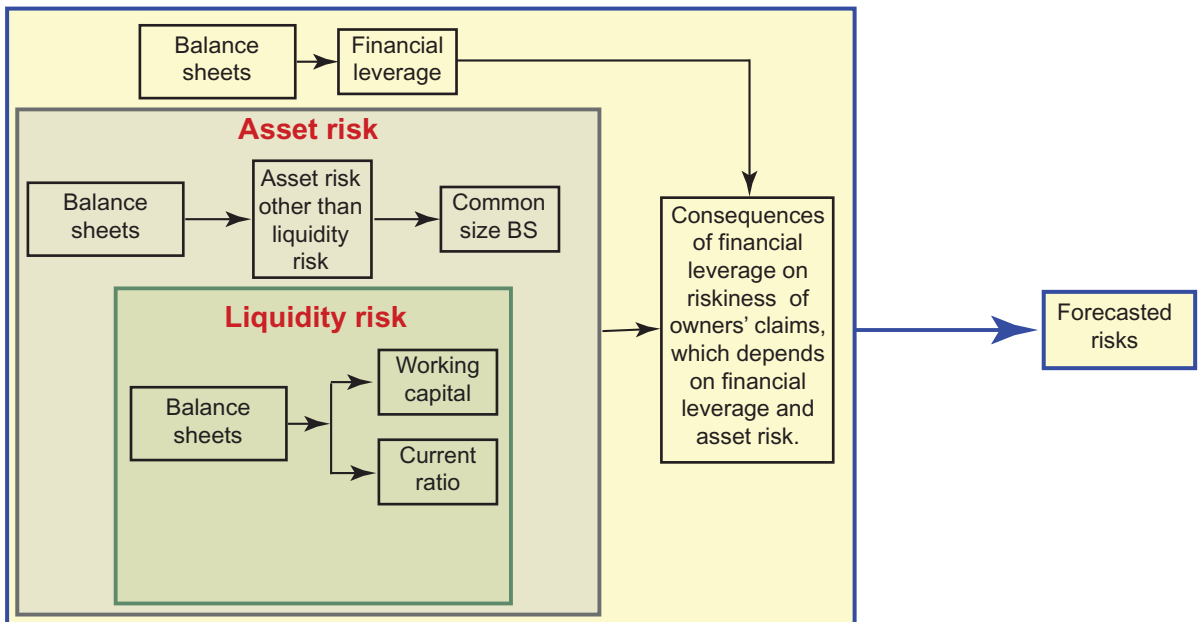 Balance
sheets
Financial
leverage
Asset risk
Balance
sheets
Asset risk
other than
liquidity
risk
Common
size BS
Liquidity risk
Balance
sheets
Working
capital
Current
ratio
Consequences
of financial
leverage on
riskiness of
owners’ claims,
which depends
on financial
leverage and
asset risk.
Forecasted
risks